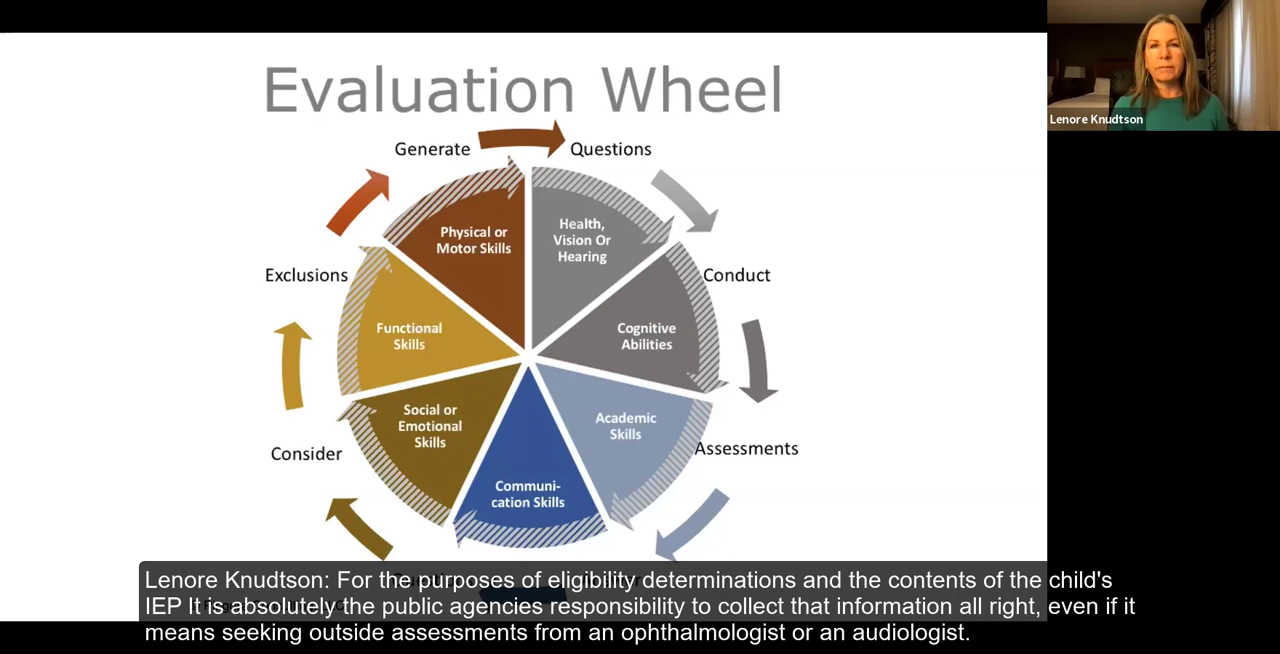 Evaluation Wheel
Lenore Knudtson
Generate
Questions
Physical or
Motor Skills
Health,
Vision Or
Hearing
Exclusions
Conduct
Functional
Skills
Cognitive
Abilities
Social or
Emotional
Skills
Academic
Skills
Consider
Assessments
Communi-
cation Skills
Lenore Knudtson: For the purposes of eligibility determinations and the contents of the child's
IEP It is absolutely the public agencies responsibility to collect that information all right, even if it
means seeking outside assessments from an ophthalmologist or an audiologist.